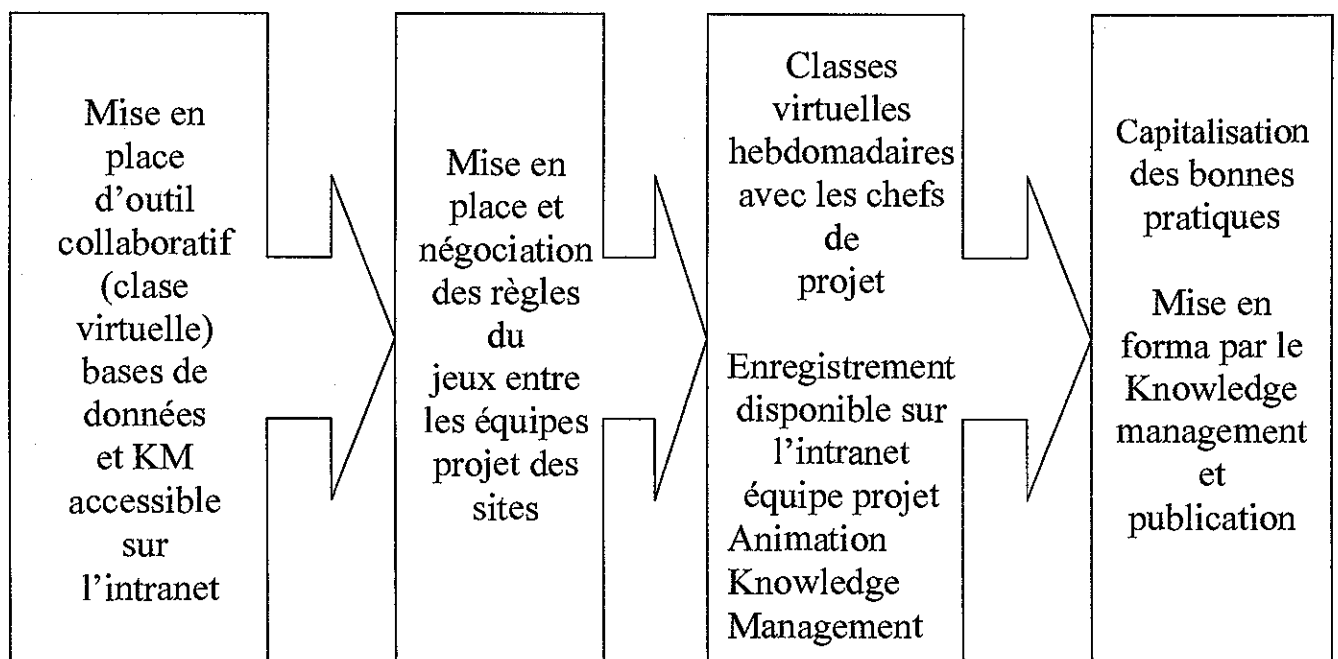 Mise en
place
d'outil
collaboratif
(clase
virtuelle)
bases de
données
et KM
accessible
sur
l'intranet
Mise en
place et
négociation
des règles
du
jeux entre
les équipes
projet des
sites
Classes
virtuelles
hebdomadaires
avec les chefs
de
projet
Enregistrement
disponible sur
l'intranet
équipe projet
Animation
Knowledge
Management
Capitalisation
des bonnes
pratiques
Mise en
forma par le
Knowledge
management
et
publication